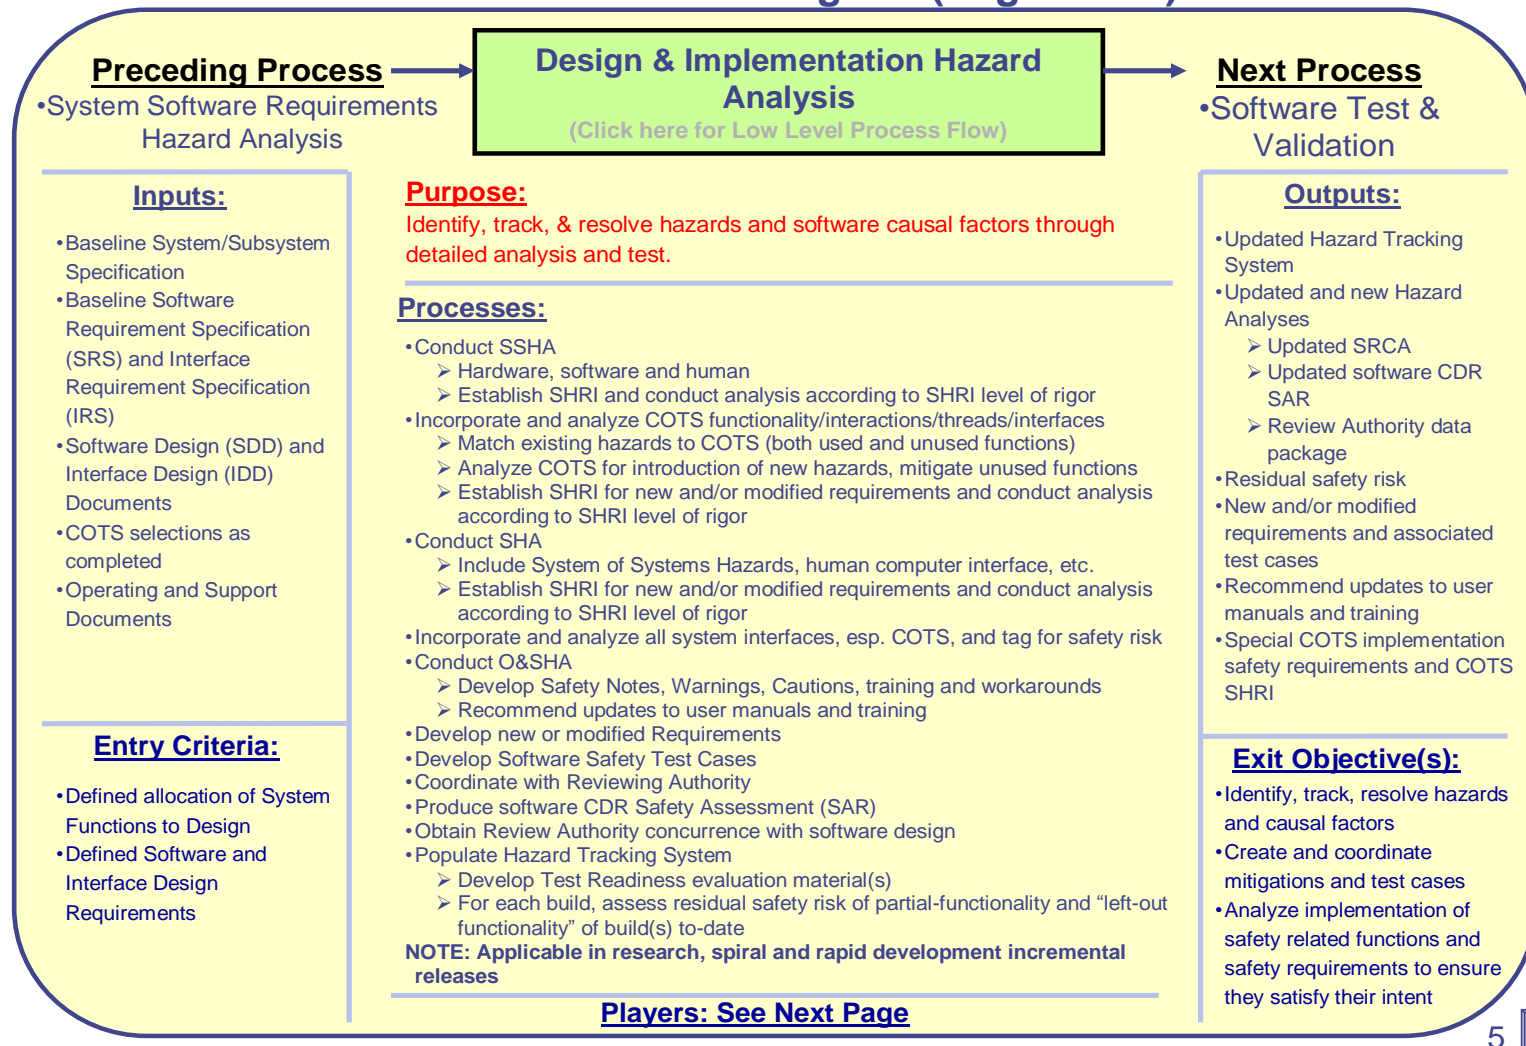 Preceding Process
•System Software Requirements
Hazard Analysis
Design & Implementation Hazard
Analysis
(Click here for Low Level Process Flow)
Next Process
•Software Test &
Validation
Inputs:
•Baseline System/Subsystem
Specification
•Baseline Software
Requirement Specification
(SRS) and Interface
Requirement Specification
(IRS)
•Software Design (SDD) and
Interface Design (IDD)
Documents
•COTS selections as
completed
•Operating and Support
Documents
Entry Criteria:
•Defined allocation of System
Functions to Design
•Defined Software and
Interface Design
Requirements
Purpose:
Identify, track, & resolve hazards and software causal factors through
detailed analysis and test.
Processes:
•Conduct SSHA
➢ Hardware, software and human
➢ Establish SHRI and conduct analysis according to SHRI level of rigor
•Incorporate and analyze COTS functionality/interactions/threads/interfaces
➢ Match existing hazards to COTS (both used and unused functions)
➢ Analyze COTS for introduction of new hazards, mitigate unused functions
➢ Establish SHRI for new and/or modified requirements and conduct analysis
according to SHRI level of rigor
•Conduct SHA
➢ Include System of Systems Hazards, human computer interface, etc.
➢ Establish SHRI for new and/or modified requirements and conduct analysis
according to SHRI level of rigor
•Incorporate and analyze all system interfaces, esp. COTS, and tag for safety risk
•Conduct O&SHA
➢ Develop Safety Notes, Warnings, Cautions, training and workarounds
➢ Recommend updates to user manuals and training
•Develop new or modified Requirements
•Develop Software Safety Test Cases
•Coordinate with Reviewing Authority
•Produce software CDR Safety Assessment (SAR)
•Obtain Review Authority concurrence with software design
•Populate Hazard Tracking System
➢ Develop Test Readiness evaluation material(s)
➢ For each build, assess residual safety risk of partial-functionality and “left-out
functionality” of build(s) to-date
NOTE: Applicable in research, spiral and rapid development incremental
releases
Players: See Next Page
Outputs:
•Updated Hazard Tracking
System
•Updated and new Hazard
Analyses
➢ Updated SRCA
➢ Updated software CDR
SAR
➢ Review Authority data
package
•Residual safety risk
•New and/or modified
requirements and associated
test cases
•Recommend updates to user
manuals and training
•Special COTS implementation
safety requirements and COTS
SHRI
Exit Objective(s):
•Identify, track, resolve hazards
and causal factors
•Create and coordinate
mitigations and test cases
•Analyze implementation of
safety related functions and
safety requirements to ensure
they satisfy their intent
5